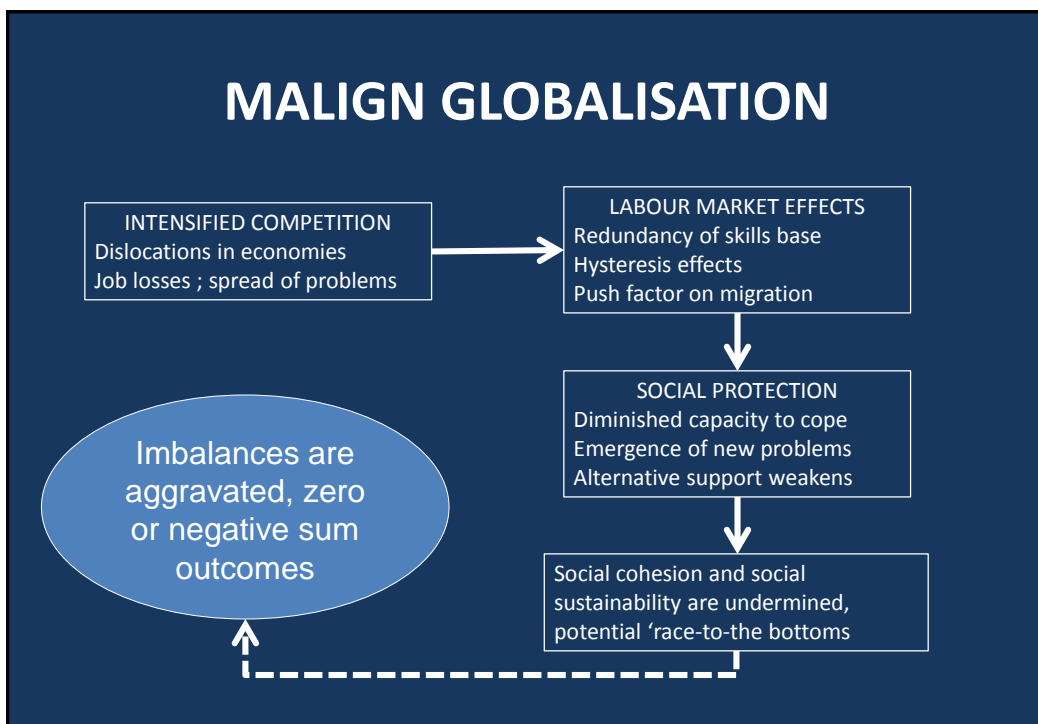 MALIGN GLOBALISATION
INTENSIFIED COMPETITION
Dislocations in economies
Job losses ; spread of problems
LABOUR MARKET EFFECTS
Redundancy of skills base
Hysteresis effects
Push factor on migration
SOCIAL PROTECTION
Diminished capacity to cope
Emergence of new problems
Alternative support weakens
Social cohesion and social
sustainability are undermined,
potential ‘race-to-the bottoms
Imbalances are
aggravated, zero
or negative sum
outcomes